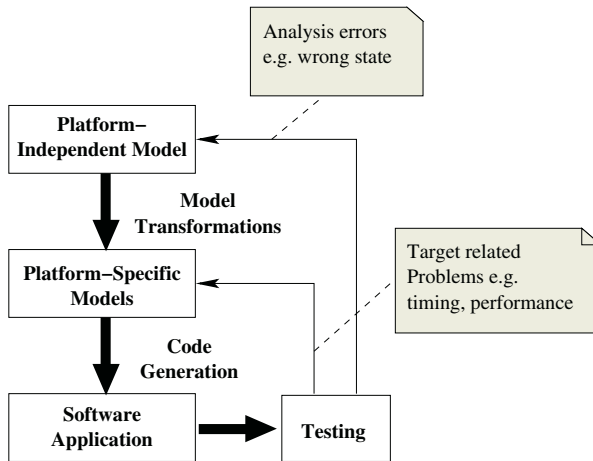 Analysis errors
e.g. wrong state
Platform−
Independent Model
Model
Transformations
Target related
Problems e.g.
timing, performance
Platform−Specific
Models
Code
Generation
Software
Application
Testing